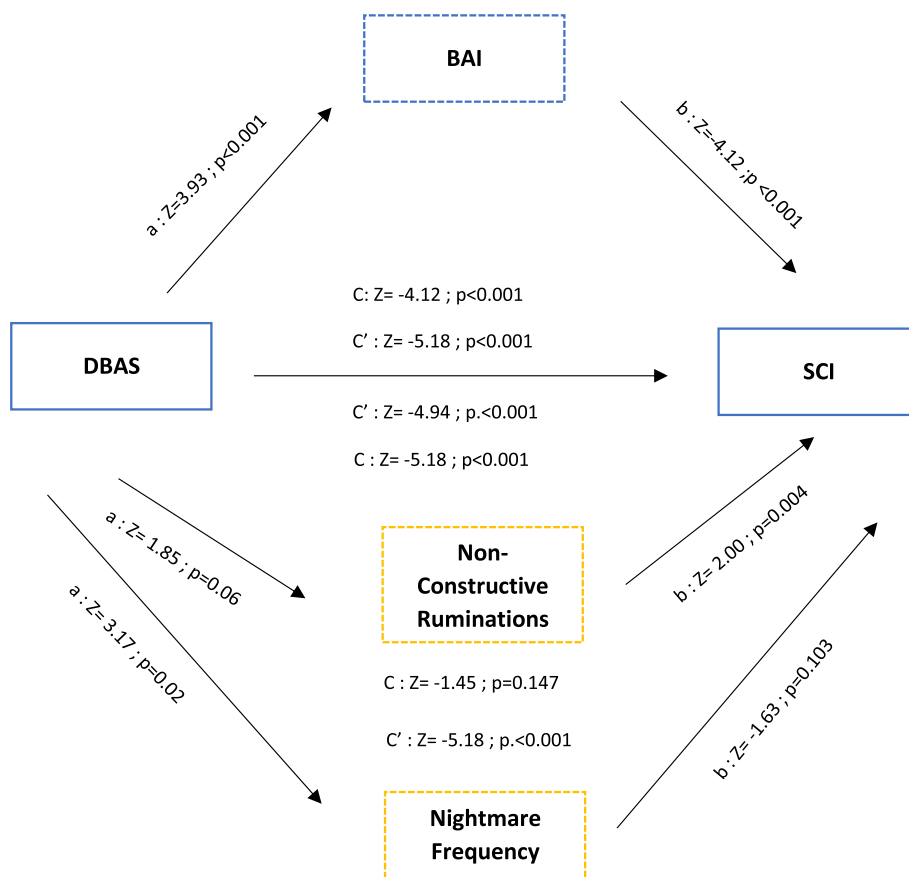 BAI
a : Z=3.93 ; p<0.001
b : Z=-4.12 ;p <0.001
C: Z= -4.12 ; p<0.001
C’ : Z= -5.18 ; p<0.001
DBAS
SCI
C’ : Z= -4.94 ; p.<0.001
C : Z= -5.18 ; p<0.001
a : Z= 1.85 ; p=0.06
Non-
Constructive
Ruminations
b : Z= 2.00 ; p=0.004
a : Z= 3.17 ; p=0.02
C : Z= -1.45 ; p=0.147
C’ : Z= -5.18 ; p.<0.001
b : Z= -1.63 ; p=0.103
Nightmare
Frequency